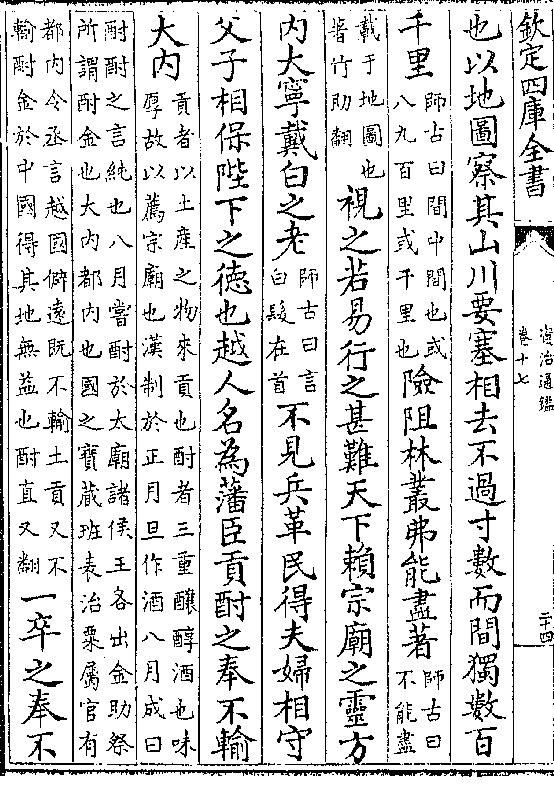 欽定四庫全書
資治通鑑
卷十七
二十四
也以地圖察其山川要塞相去不過寸數而間獨數百
千里
師古曰間中間也或
八九百里或千里也
險阻林叢弗能盡著
師古曰
不能盡
載于地圖也
著竹助翻
視之若易行之甚難天下賴宗廟之靈方
内大寧戴白之老
師古曰言
白髮在首
不見兵革民得夫婦相守
父子相保陛下之德也越人名為藩臣貢酎之奉不輸
大内
貢者以土産之物來貢也酎者三重釀醇酒也味
厚故以薦宗廟也漢制於正月旦作酒八月成曰
酎酎之言純也八月嘗酎於太廟諸侯王各出金助祭
所謂酎金也大内都内也國之寶藏班表治粟屬官有
都内令丞言越國僻遠既不輸土貢又不
輸酎金於中國得其地無益也酎直又翻
一卒之奉不